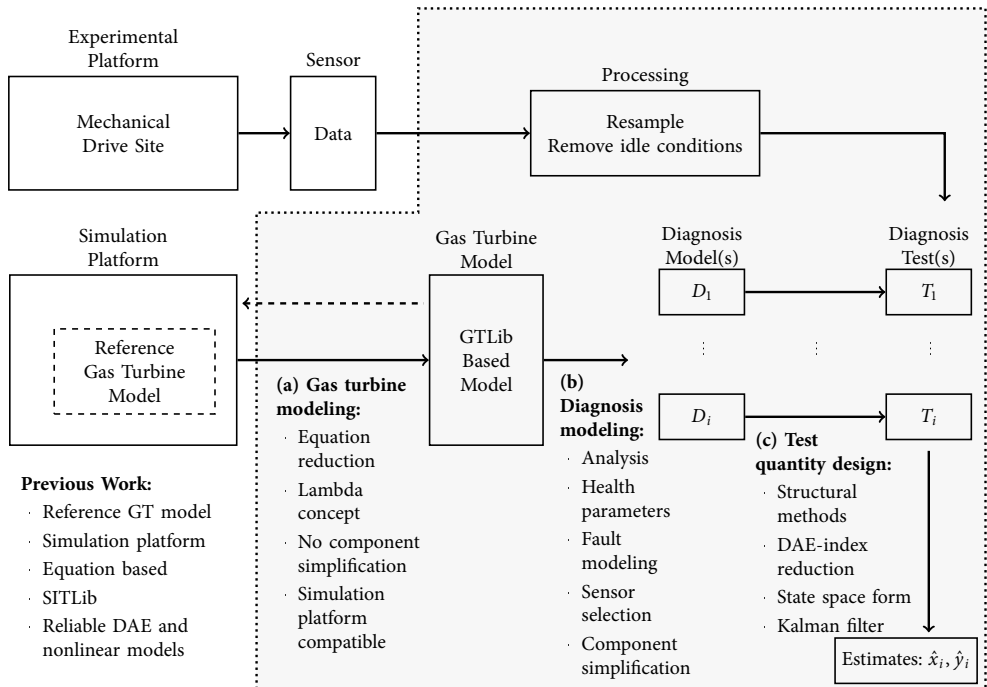 Experimental
Platform
Mechanical
Drive Site
Sensor
Data
Processing
Resample
Remove idle conditions
Simulation
Platform
Reference
Gas Turbine
Model
Gas Turbine
Model
GTLib
Based
Model
Diagnosis
Model(s)
D₁
⋮
Dᵢ
Diagnosis
Test(s)
T₁
⋮
Tᵢ
Previous Work:
· Reference GT model
· Simulation platform
· Equation based
· SITLib
· Reliable DAE and
nonlinear models
(a) Gas turbine
modeling:
· Equation
reduction
· Lambda
concept
· No component
simplification
· Simulation
platform
compatible
(b)
Diagnosis
modeling:
· Analysis
· Health
parameters
· Fault
modeling
· Sensor
selection
· Component
simplification
(c) Test
quantity design:
· Structural
methods
· DAE-index
reduction
· State space form
· Kalman filter
Estimates: x̂ᵢ, ŷᵢ